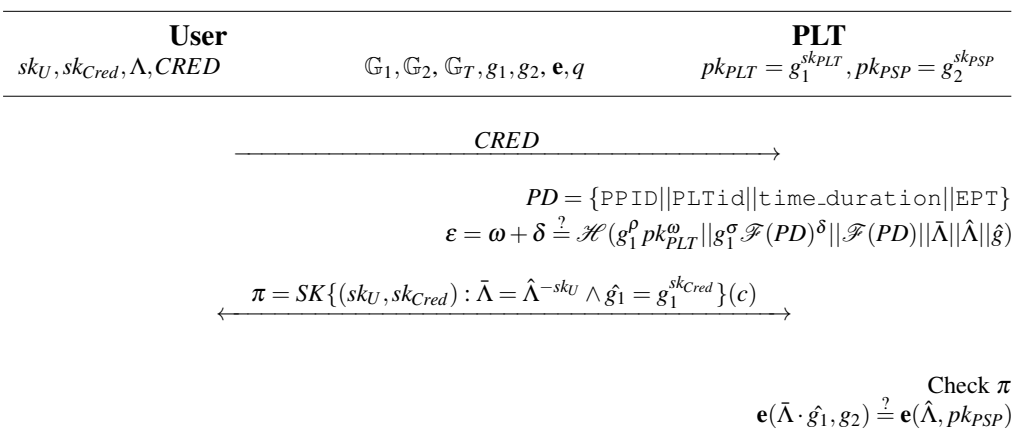 User PLT
sk_U, sk_Cred, Λ, CRED 𝔾_1, 𝔾_2, 𝔾_T, g_1, g_2, e, q pk_PLT = g_1^{sk_PLT}, pk_PSP = g_2^{sk_PSP}
CRED
PD = {PPID||PLTid||time_duration||EPT}
ε = ω + δ ≟ ℋ(g_1^ρ pk_PLT^ω||g_1^σ ℱ(PD)^δ||ℱ(PD)||Λ̄||Λ̂||ĝ)
π = SK{(sk_U, sk_Cred) : Λ̄ = Λ̂^{-sk_U} ∧ ĝ_1 = g_1^{sk_Cred}}(c)
Check π
e(Λ̄ · ĝ_1, g_2) ≟ e(Λ̂, pk_PSP)